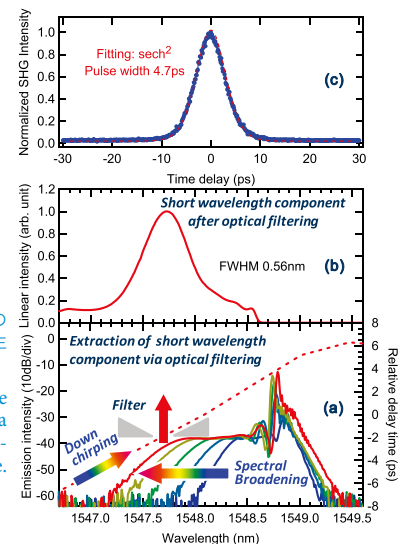 Normalized SHG Intensity
1.0
0.8
0.6
0.4
0.2
0.0
Fitting: sech2
Pulse width 4.7ps
(c)
-30 -20 -10 0 10 20 30
Time delay (ps)
Linear intensity (arb. unit)
1.2
1.0
0.8
0.6
0.4
0.2
0.0
Short wavelength component
after optical filtering
FWHM 0.56nm
(b)
Emission intensity (10dB/div)
0
-10
-20
-30
-40
-50
-60
Extraction of short wavelength
component via optical filtering
(a)
Filter
Down
chirping
Spectral
Broadening
8
6
4
2
0
-2
-4
-6
-8
Relative delay time (ps)
1547.0 1547.5 1548.0 1548.5 1549.0 1549.5
Wavelength (nm)
E
e
a
-
e.